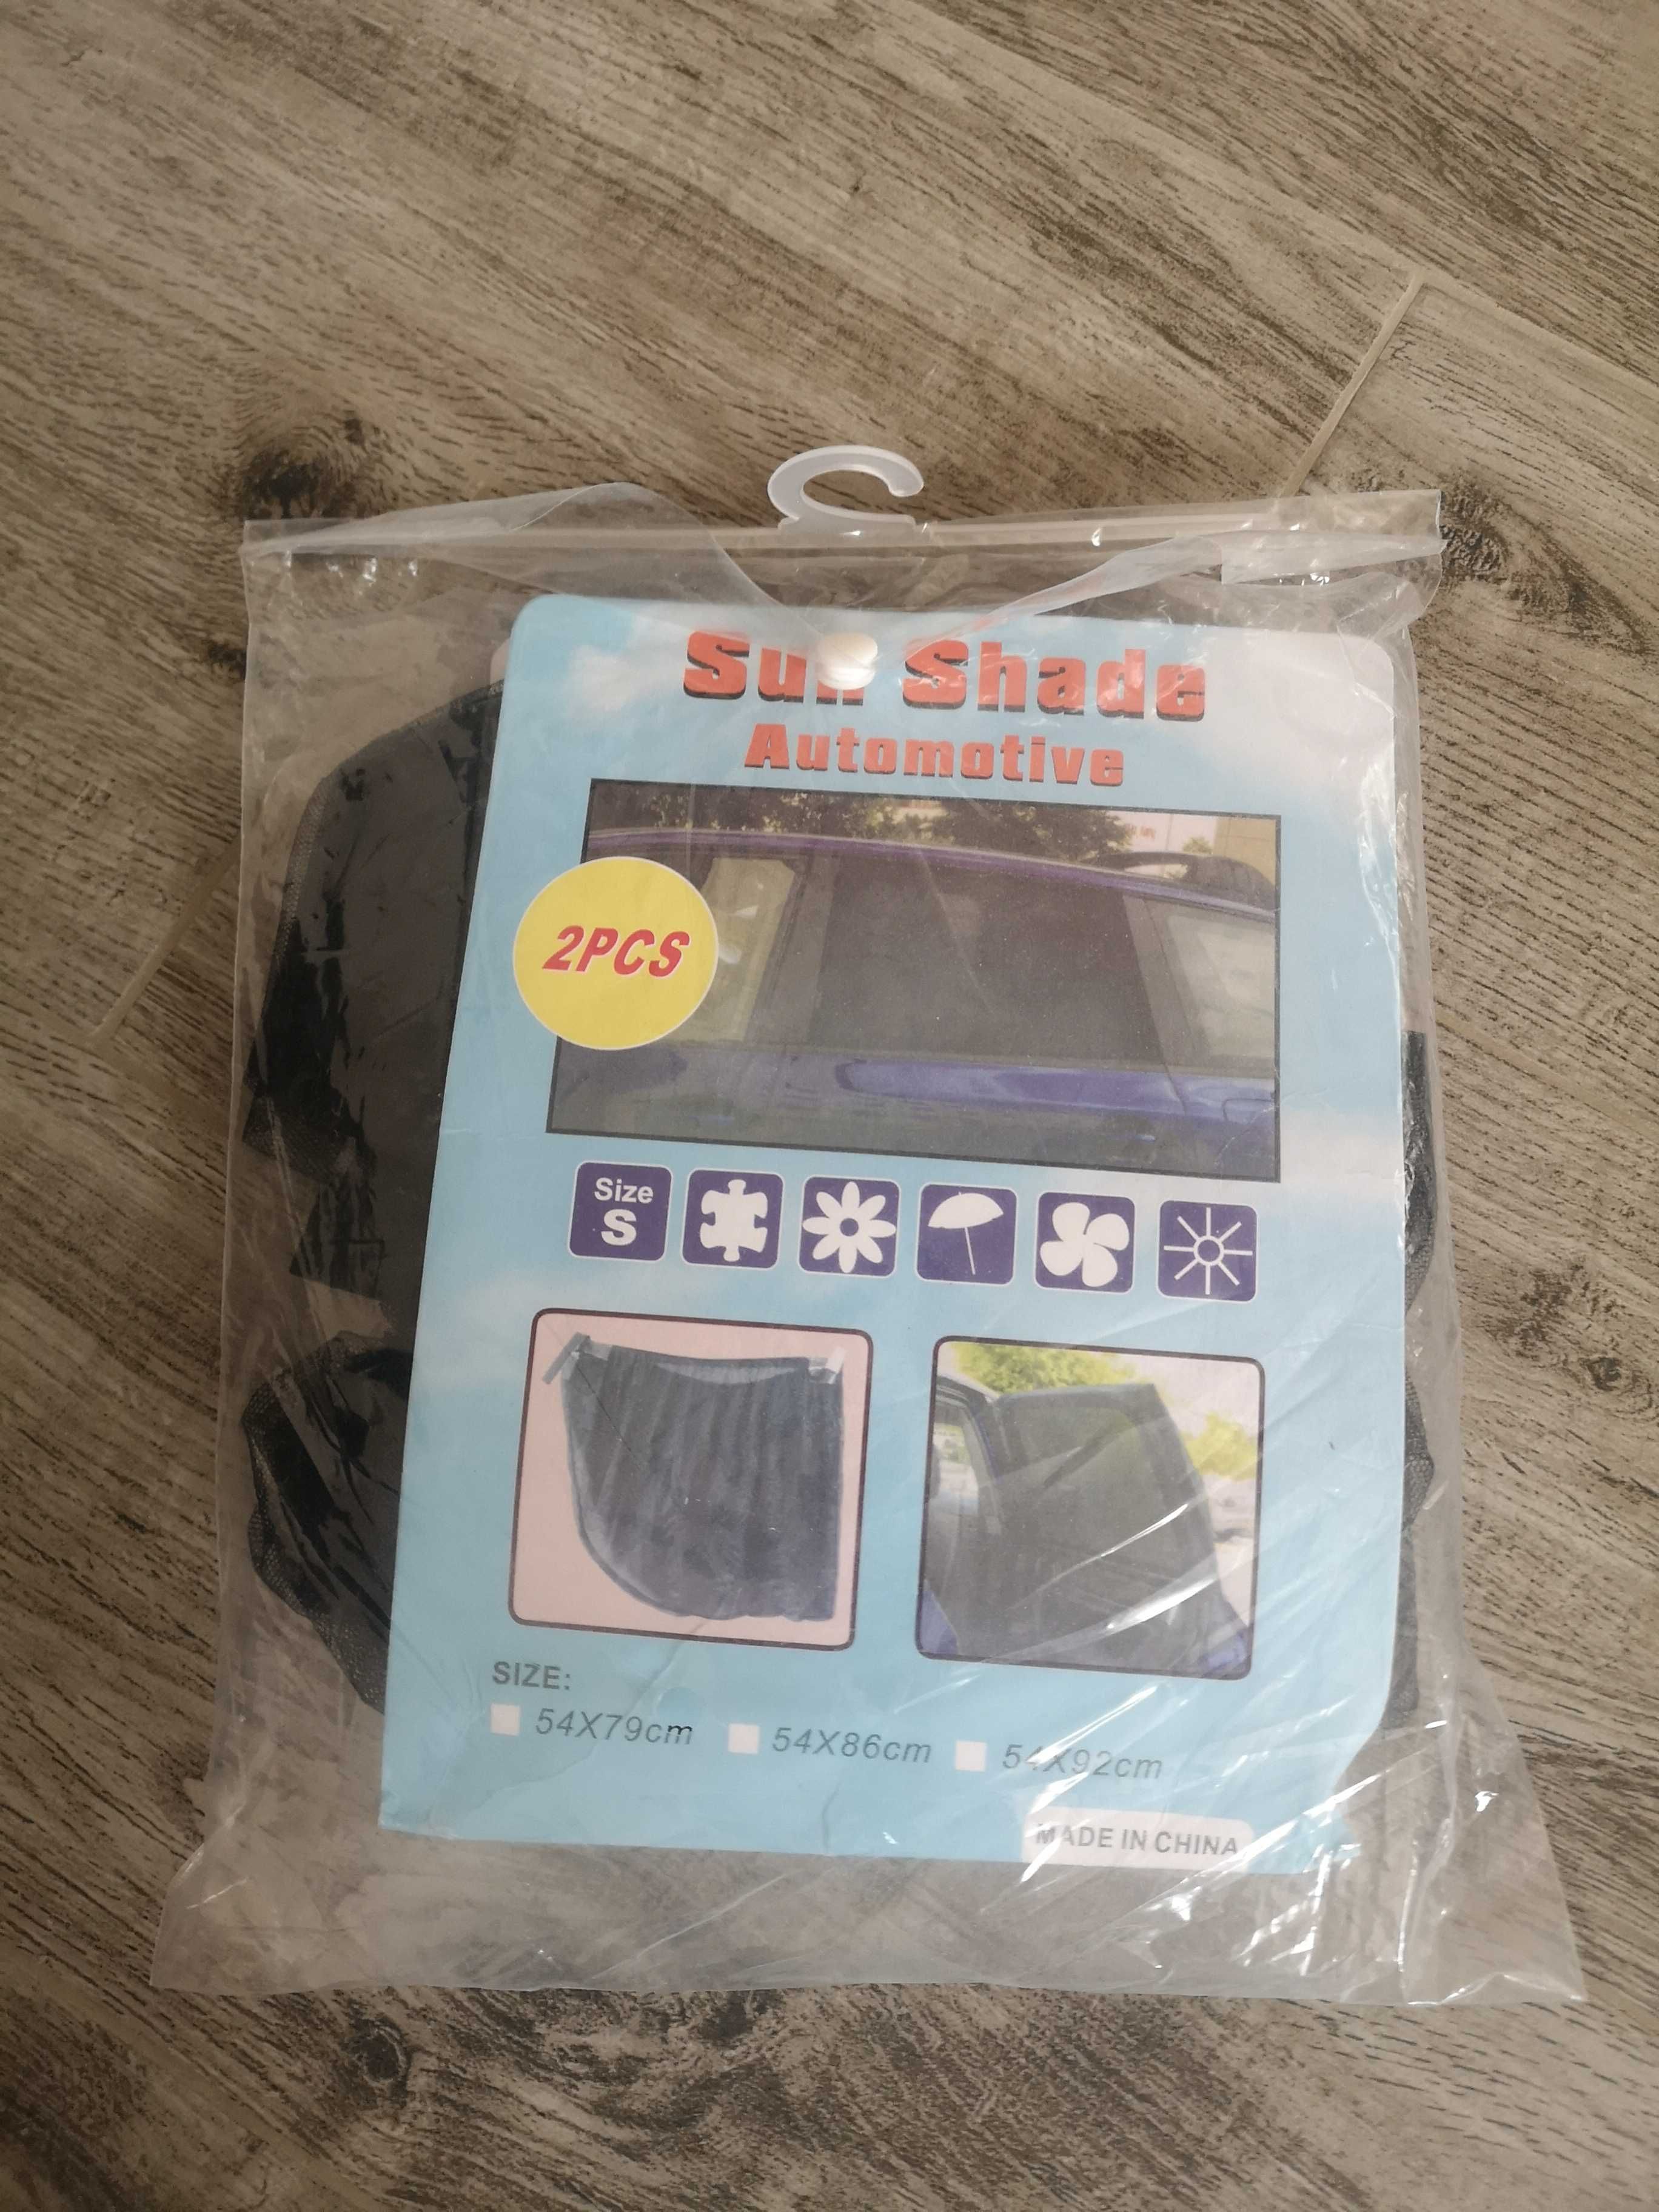 Sun Shade
Automotive
2PCS
Size
S
SIZE:
54X79cm 54X86cm 54X92cm
MADE IN CHINA